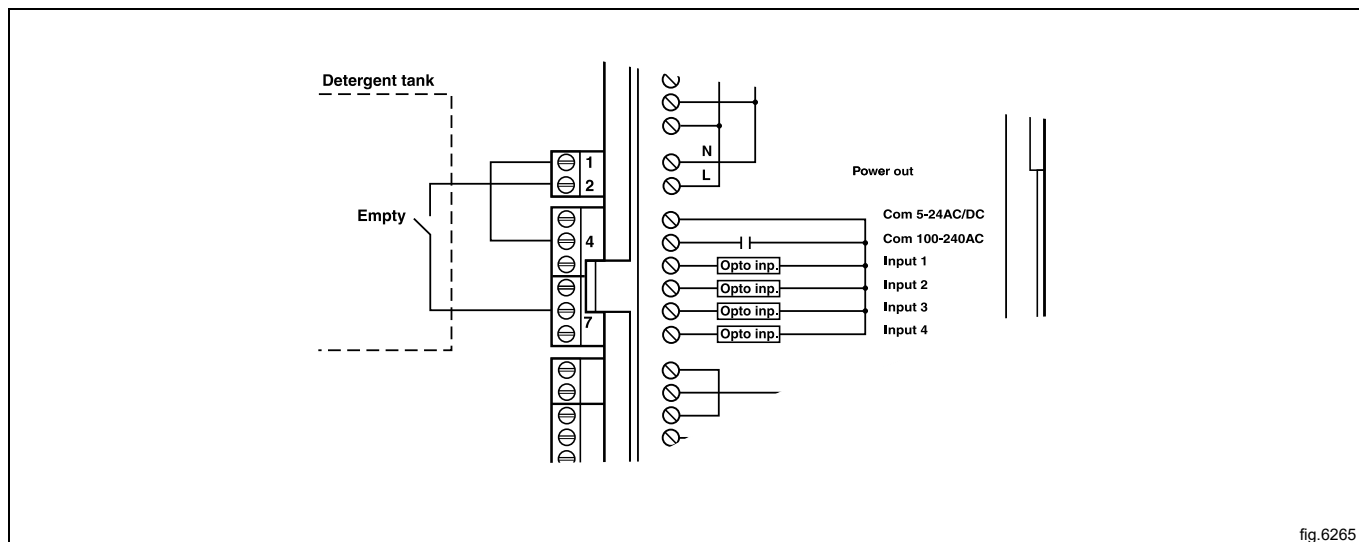 Detergent tank
1
2
Empty
4
7
N
L
Power out
Com 5-24AC/DC
Com 100-240AC
Opto inp. Input 1
Opto inp. Input 2
Opto inp. Input 3
Opto inp. Input 4
fig.6265